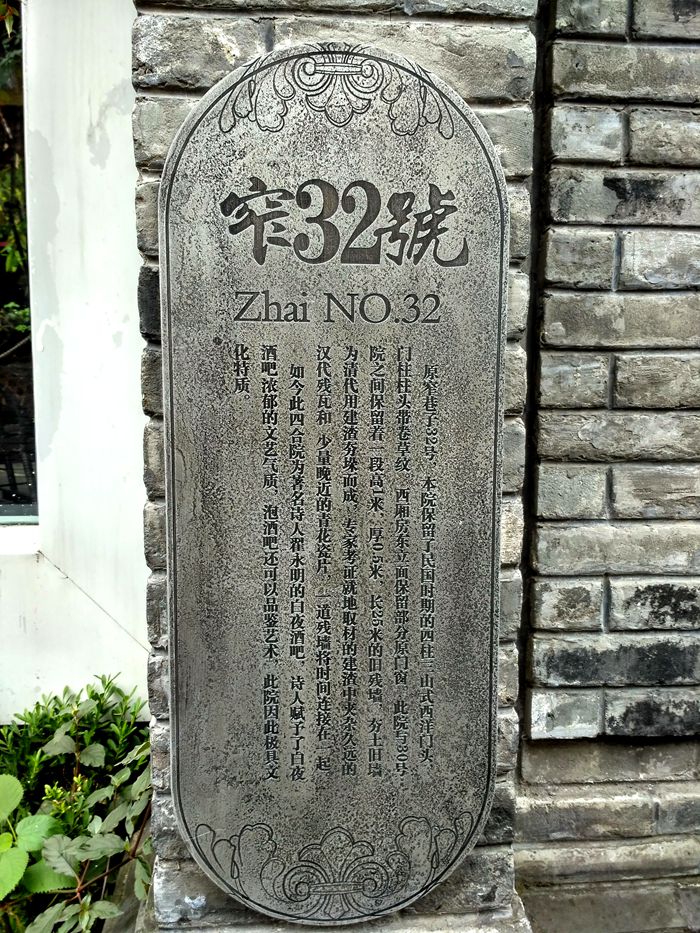 窄32號
Zhai NO.32
原窄巷子32号，本院保留了民国时期的四柱三山式西洋门头，
门柱柱头带卷草纹，西厢房东立面保留部分原门窗。此院与30号
院之间保留着一段高1米、厚0.5米、长25米的旧残墙，夯土旧墙
为清代用建渣夯垛而成。专家考证就地取材的建渣中夹杂久远的
汉代残瓦和 少量晚近的青花瓷片，一道残墙将时间连接在一起。
如今此四合院为著名诗人翟永明的白夜酒吧，诗人赋予了白夜
酒吧 浓郁的文艺气质，泡酒吧还可以品鉴艺术，此院因此极具文
化特质。